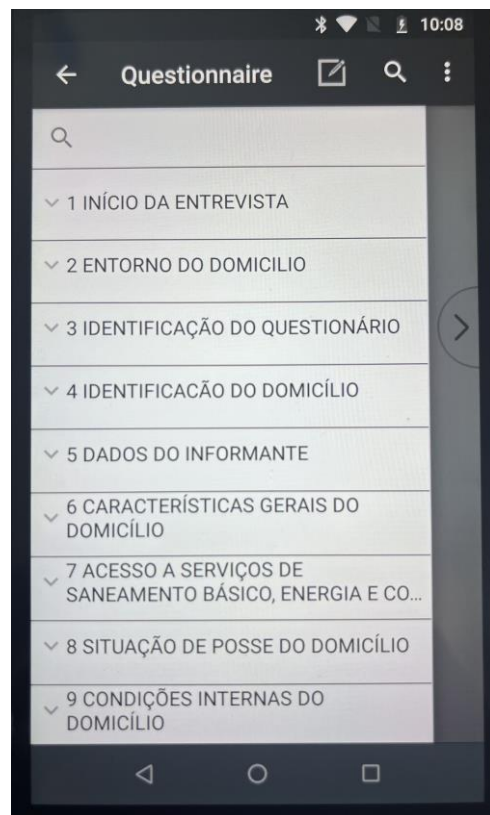 10:08
Questionnaire
1 INÍCIO DA ENTREVISTA
2 ENTORNO DO DOMICILIO
3 IDENTIFICAÇÃO DO QUESTIONÁRIO
4 IDENTIFICACÃO DO DOMICÍLIO
5 DADOS DO INFORMANTE
6 CARACTERÍSTICAS GERAIS DO
DOMICÍLIO
7 ACESSO A SERVIÇOS DE
SANEAMENTO BÁSICO, ENERGIA E CO...
8 SITUAÇÃO DE POSSE DO DOMICÍLIO
9 CONDIÇÕES INTERNAS DO
DOMICÍLIO